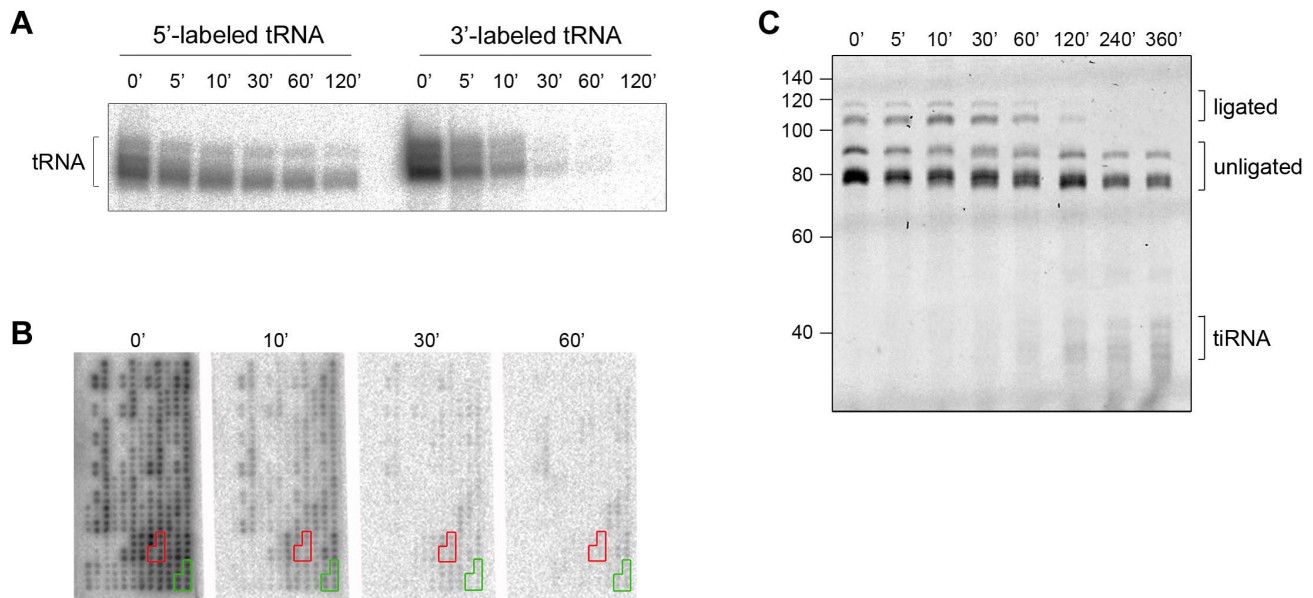 A
5’-labeled tRNA 3’-labeled tRNA
0’ 5’ 10’ 30’ 60’ 120’ 0’ 5’ 10’ 30’ 60’ 120’
tRNA
B
0’ 10’ 30’ 60’
C
0’ 5’ 10’ 30’ 60’ 120’ 240’ 360’
140
120
ligated
100
unligated
80
60
40
tiRNA